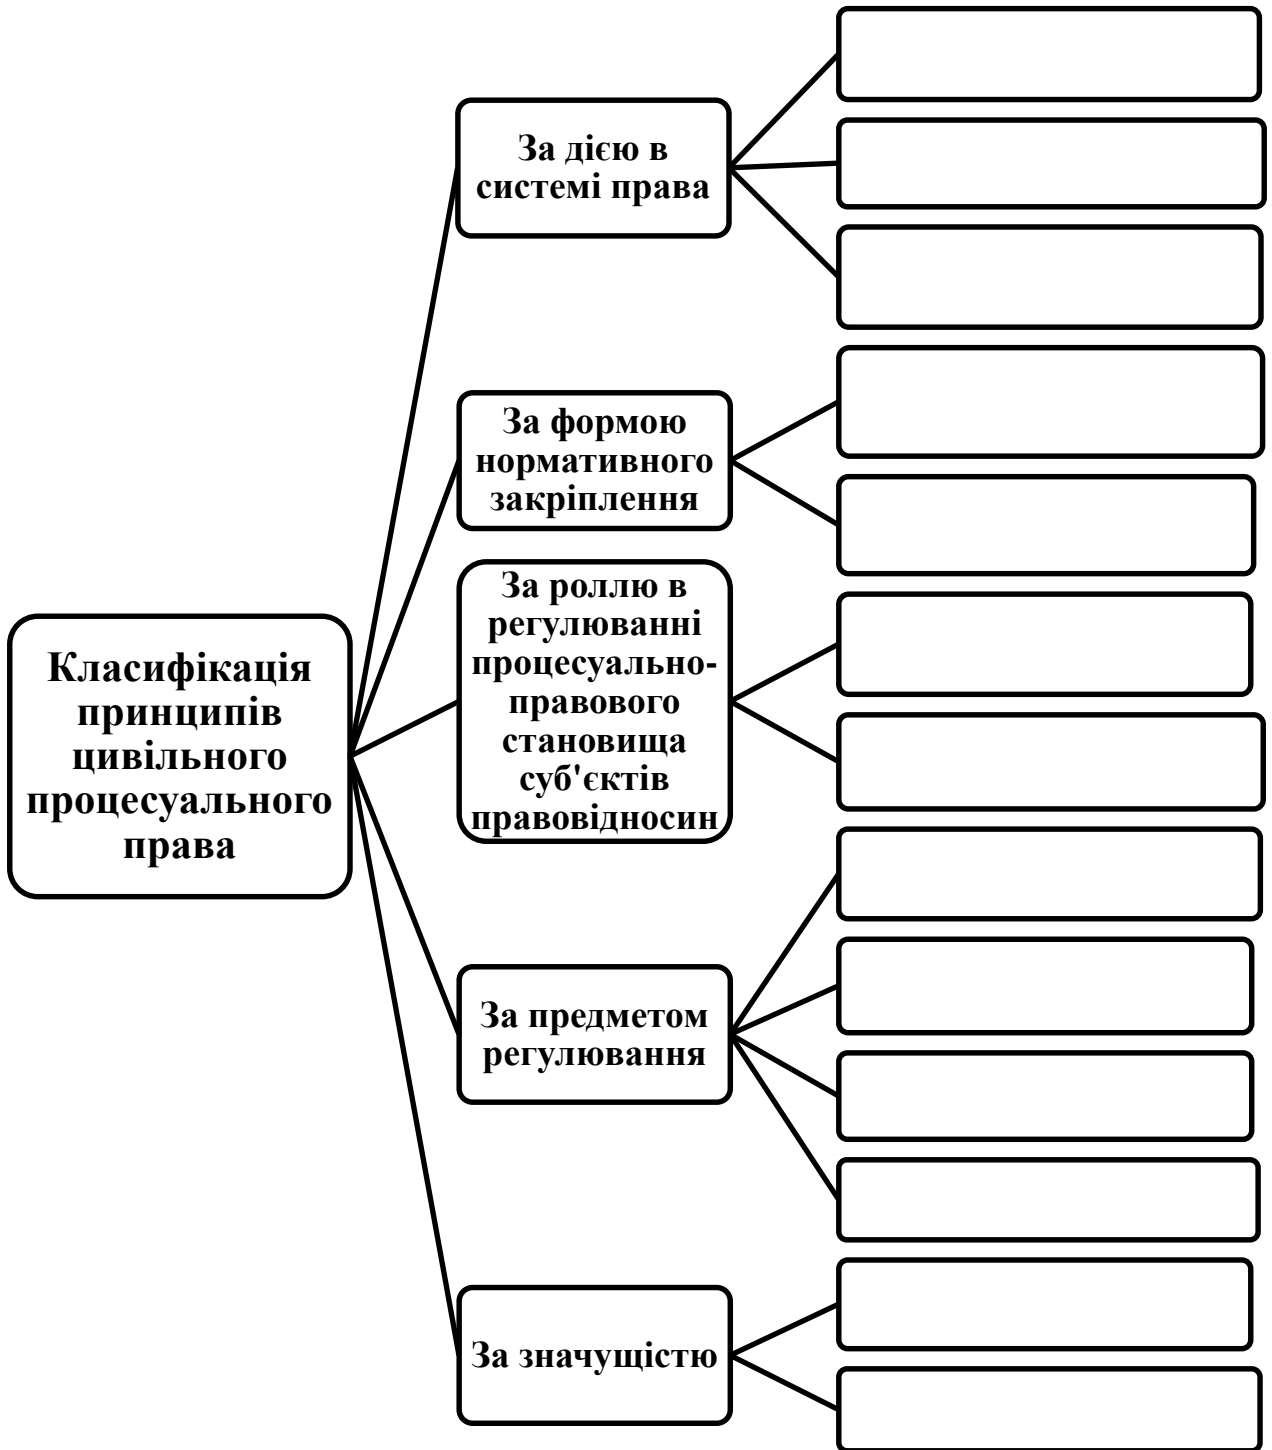 Класифікація
принципів
цивільного
процесуального
права
За дією в
системі права
За формою
нормативного
закріплення
За роллю в
регулюванні
процесуально-
правового
становища
суб'єктів
правовідносин
За предметом
регулювання
За значущістю